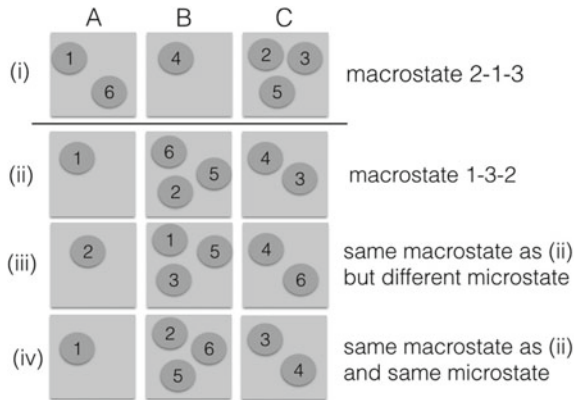 A B C
(i) 1 6 4 2 3 5 macrostate 2-1-3
(ii) 1 6 5 2 4 3 macrostate 1-3-2
(iii) 2 1 5 3 4 6 same macrostate as (ii)
but different microstate
(iv) 1 2 6 5 3 4 same macrostate as (ii)
and same microstate